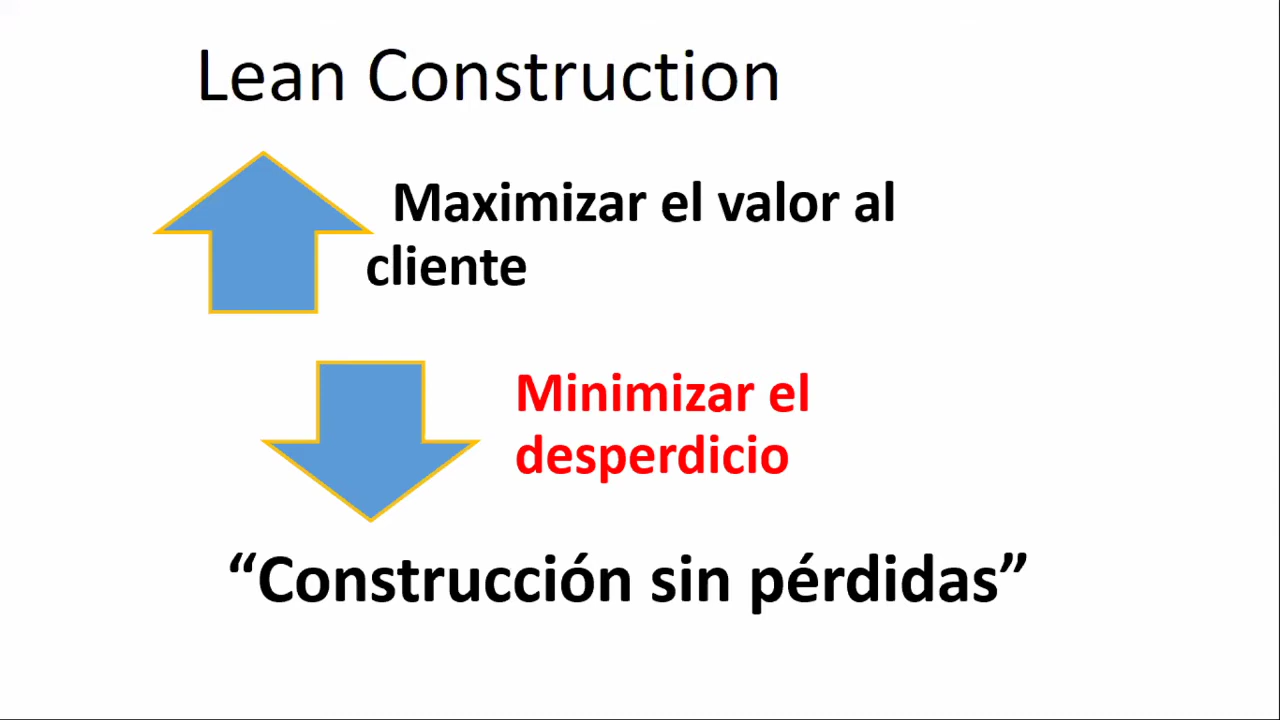 Lean Construction
Maximizar el valor al
cliente
Minimizar el
desperdicio
“Construcción sin pérdidas”